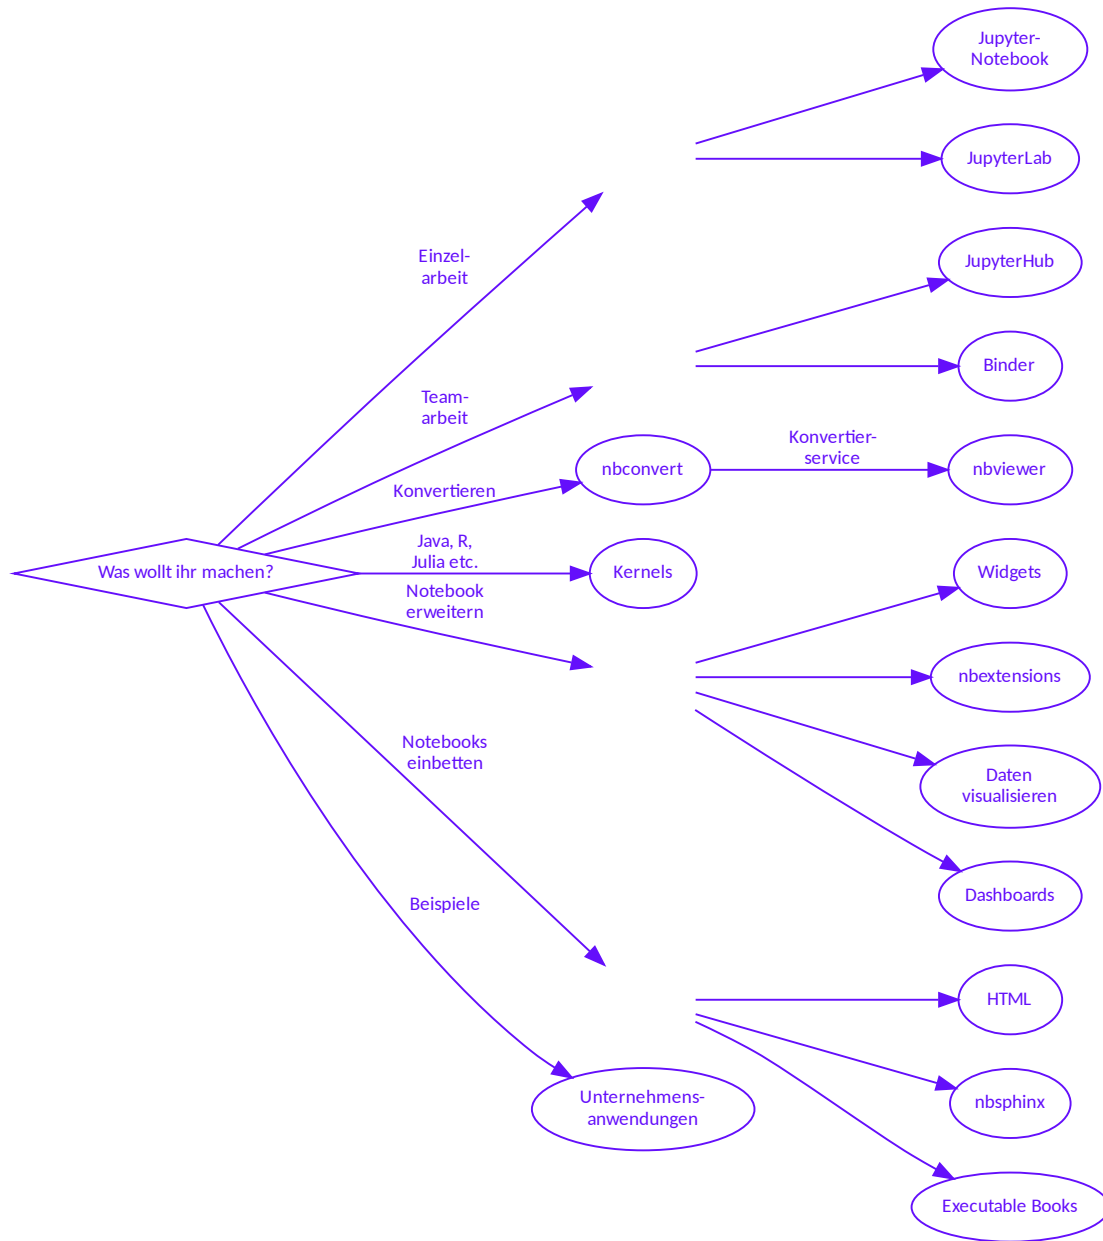 Jupyter-
Notebook
JupyterLab
Einzel-
arbeit
JupyterHub
Team-
arbeit
Binder
Konvertier-
service
nbconvert
nbviewer
Konvertieren
Java, R,
Julia etc.
Was wollt ihr machen?
Kernels
Widgets
Notebook
erweitern
nbextensions
Notebooks
einbetten
Daten
visualisieren
Beispiele
Dashboards
HTML
Unternehmens-
anwendungen
nbsphinx
Executable Books